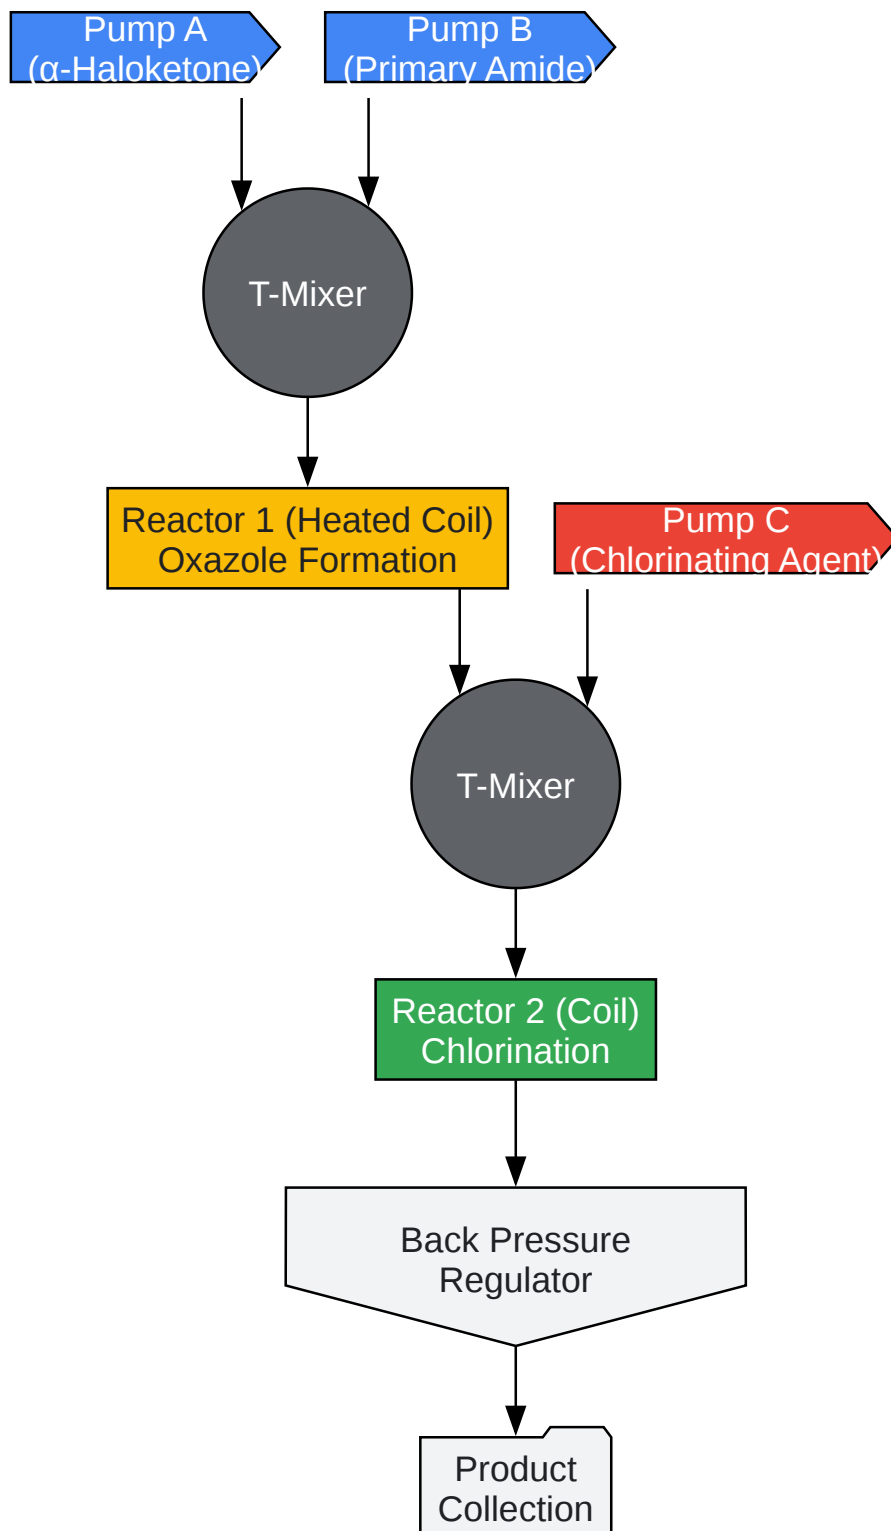 Pump A
(α-Haloketone)
Pump B
(Primary Amide)
T-Mixer
Reactor 1 (Heated Coil)
Oxazole Formation
Pump C
(Chlorinating Agent)
T-Mixer
Reactor 2 (Coil)
Chlorination
Back Pressure
Regulator
Product
Collection